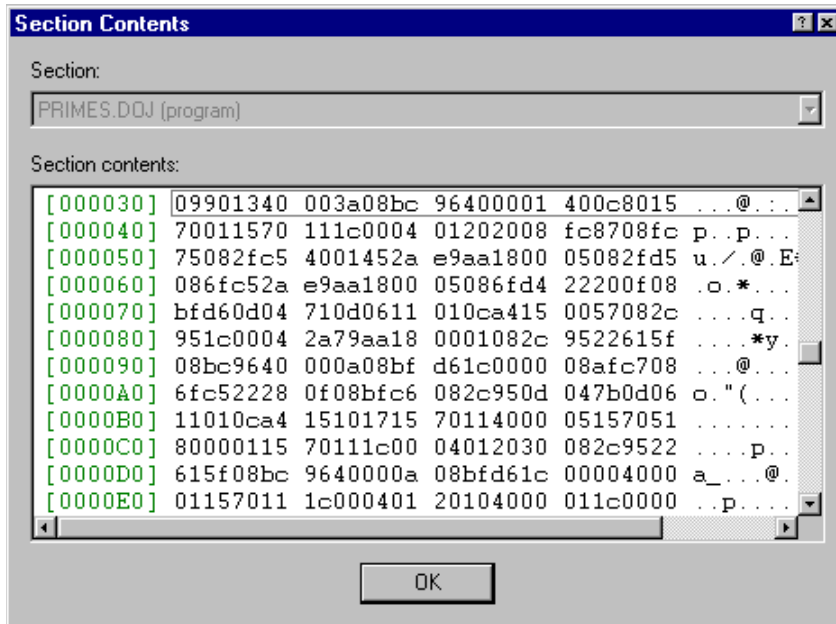 Section Contents
Section:
PRIMES.DOJ (program)
Section contents:
[000030] 09901340 003a08bc 96400001 400c8015 ...@.:.
[000040] 70011570 111c0004 01202008 fc8708fc p..p...
[000050] 75082fc5 4001452a e9aa1800 05082fd5 u./.@.E*
[000060] 086fc52a e9aa1800 05086fd4 22200f08 .o.*...
[000070] bfd60d04 710d0611 010ca415 0057082c ....q..
[000080] 951c0004 2a79aa18 0001082c 9522615f ....*y.
[000090] 08bc9640 000a08bf d61c0000 08afc708 ...@...
[0000A0] 6fc52228 0f08bfc6 082c950d 047b0d06 o."(...
[0000B0] 11010ca4 15101715 70114000 05157051 .......
[0000C0] 80000115 70111c00 04012030 082c9522 ....p..
[0000D0] 615f08bc 9640000a 08bfd61c 00004000 a_...@.
[0000E0] 01157011 1c000401 20104000 011c0000 ..p....
OK